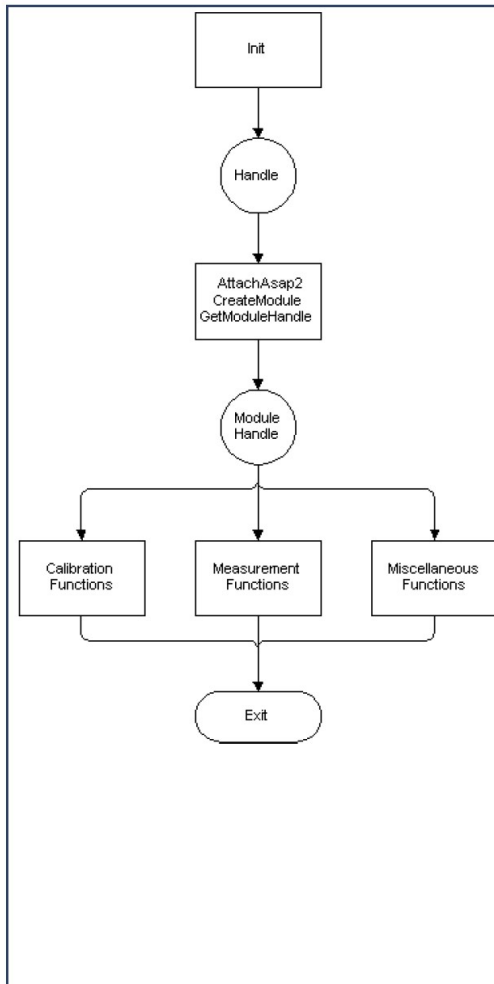 Init
Handle
AttachAsap2
CreateModule
GetModuleHandle
Module
Handle
Calibration
Functions
Measurement
Functions
Miscellaneous
Functions
Exit